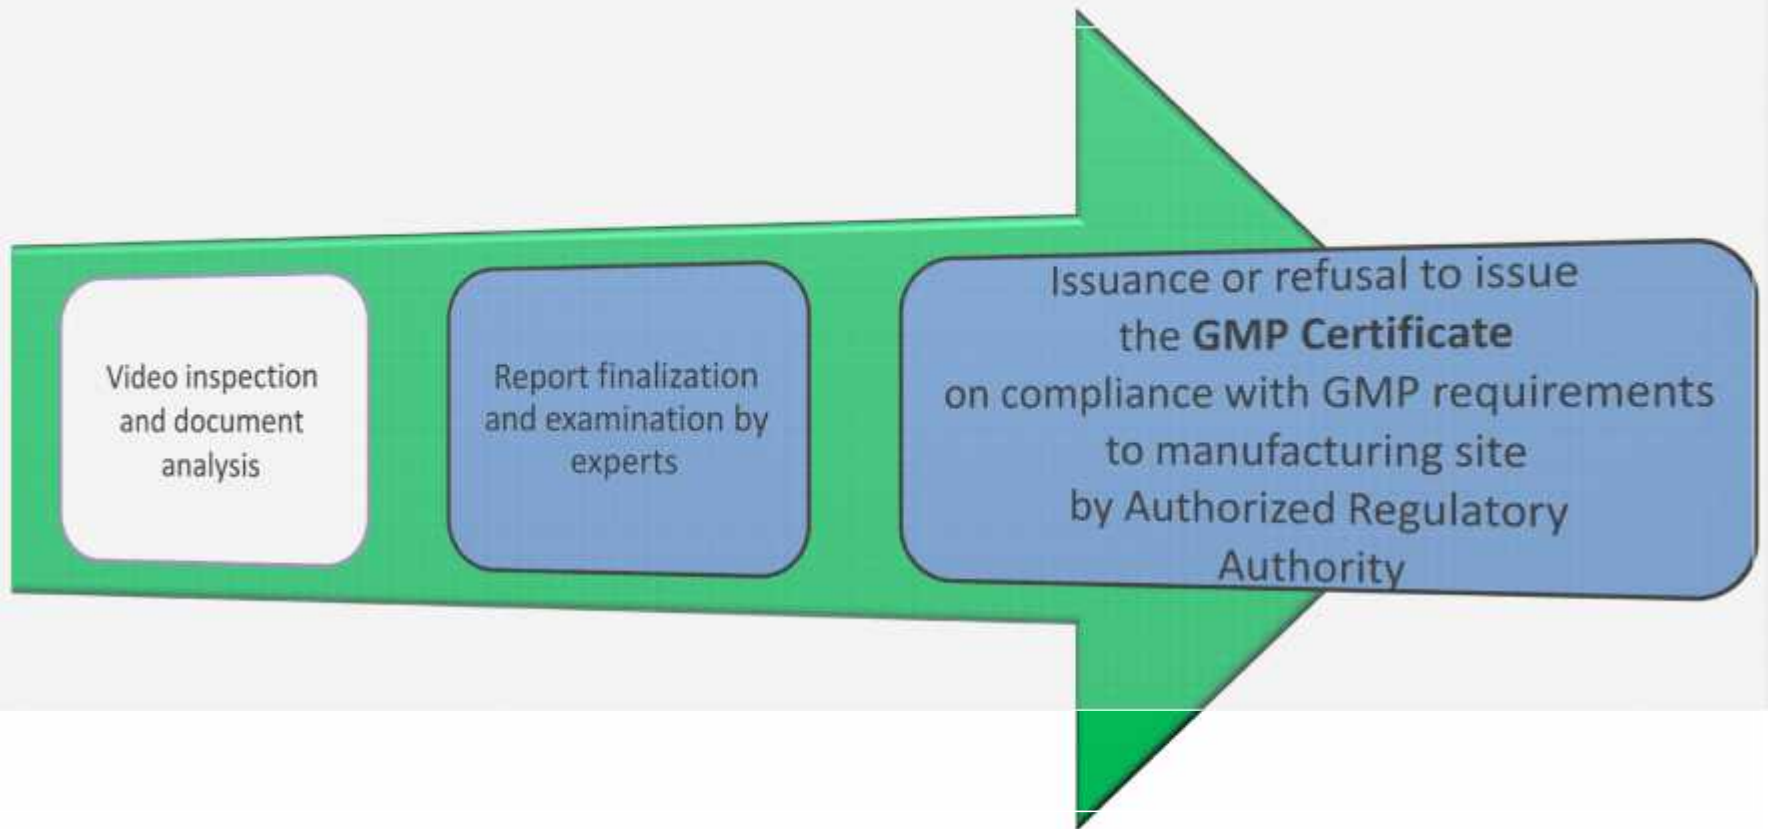 Video inspection
and document
analysis
Report finalization
and examination by
experts
Issuance or refusal to issue
the GMP Certificate
on compliance with GMP requirements
to manufacturing site
by Authorized Regulatory
Authority